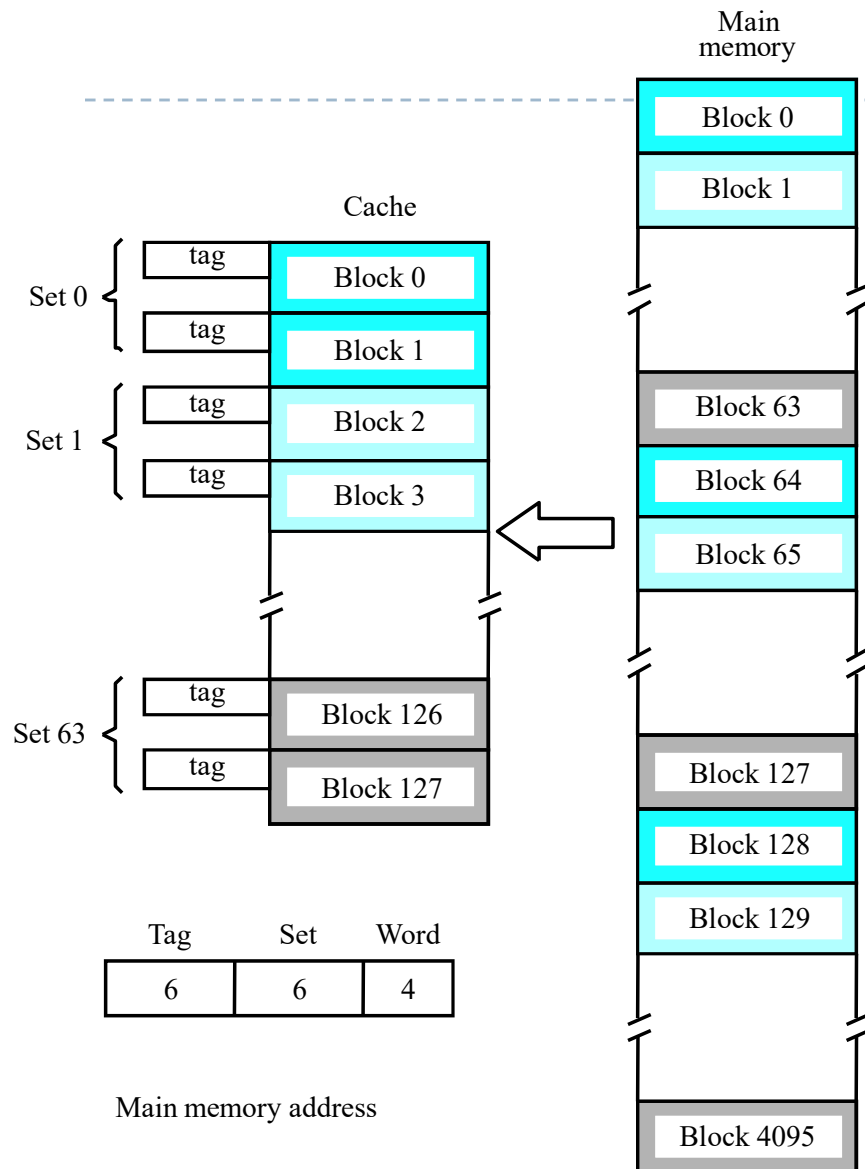 Main
memory
Block 0
Block 1
Cache
tag
Block 0
Set 0
tag
Block 1
tag
Block 2
Set 1
tag
Block 3
Block 63
Block 64
Block 65
tag
Block 126
Set 63
tag
Block 127
Block 127
Block 128
Block 129
Tag Set Word
6 6 4
Main memory address
Block 4095